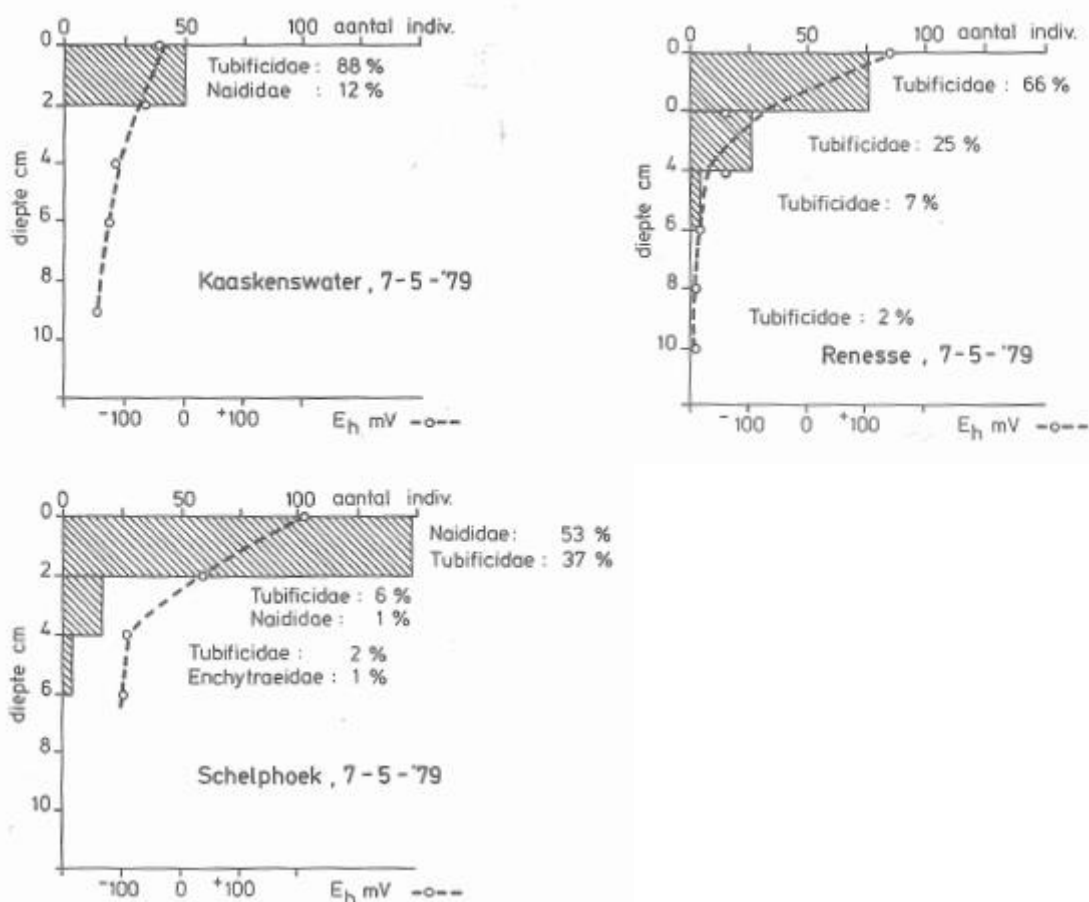 0 50 100 aantal indiv.
0
Tubificidae : 88 %
Naididae : 12 %
2
4
6
8
10
diepte cm
Kaaskenswater , 7-5-'79
-100 0 +100 Eh mV -o--
0 50 100 aantal indiv.
0
Tubificidae : 66 %
0
Tubificidae : 25 %
4
Tubificidae : 7 %
6
8
Tubificidae : 2 %
10
diepte cm
Renesse , 7-5-'79
-100 0 +100 Eh mV -o--
0 50 100 aantal indiv.
0
Naididae: 53 %
Tubificidae : 37 %
2
Tubificidae : 6 %
Naididae : 1 %
4
Tubificidae : 2 %
Enchytraeidae : 1 %
6
8
10
diepte cm
Schelphoek , 7-5-'79
-100 0 +100 Eh mV -o--